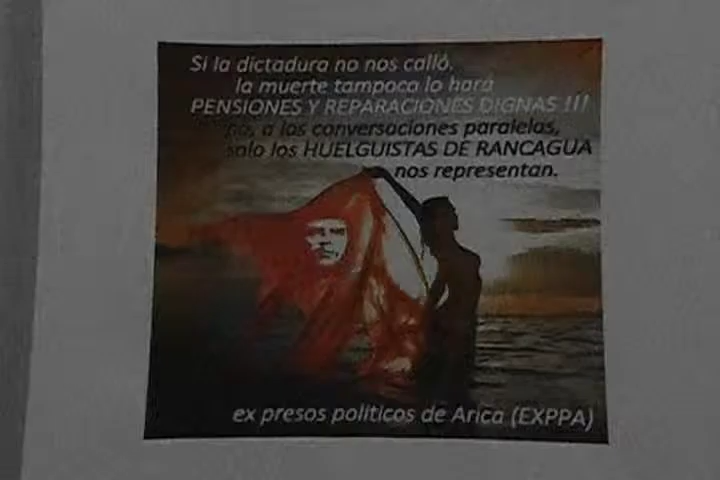 Si la dictadura no nos calló,
la muerte tampoco lo hará
PENSIONES Y REPARACIONES DIGNAS !!!
no, a las conversaciones paralelas,
solo los HUELGUISTAS DE RANCAGUA
nos representan.
ex presos politicos de Arica (EXPPA)